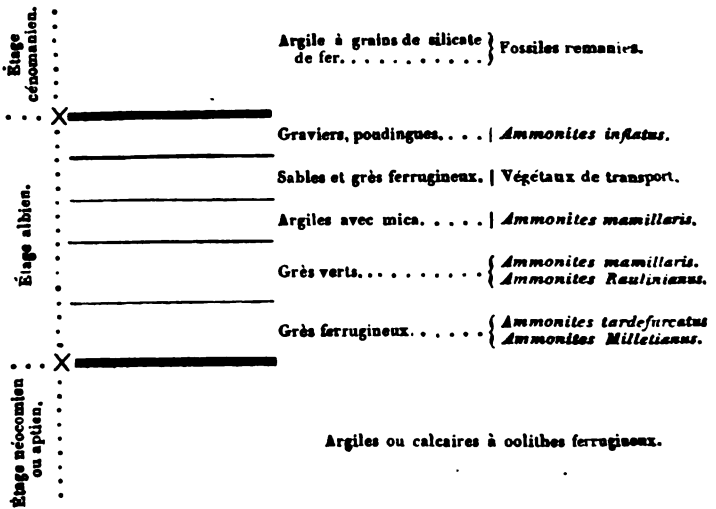 Étage
cénomanien.
Argile à grains de silicate
de fer. . . . . . . . . . . } Fossiles remaniés.
Étage albien.
Graviers, poudingues. . . . | Ammonites inflatus.
Sables et grès ferrugineux. | Végétaux de transport.
Argiles avec mica. . . . . | Ammonites mamillaris.
Grès verts. . . . . . . . . . { Ammonites mamillaris.
Ammonites Raulinianus.
Grès ferrugineux. . . . . . { Ammonites tardefurcatus
Ammonites Milletianus.
Étage néocomien
ou aptien.
Argiles ou calcaires à oolithes ferrugineux.